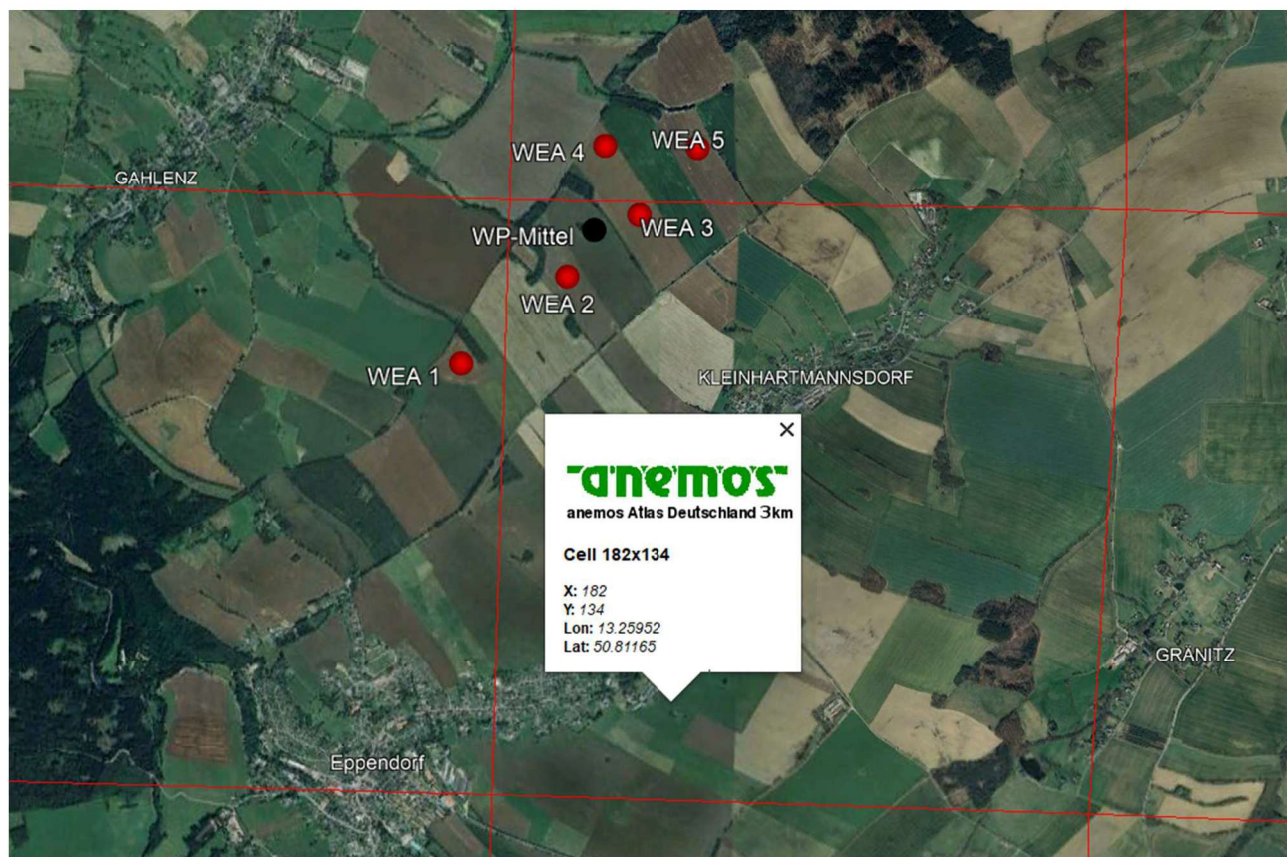 WEA 4
WEA 5
GAHLENZ
WP-Mittel
WEA 3
WEA 2
WEA 1
KLEINHARTMANNSDORF
anemos
anemos Atlas Deutschland 3km
Cell 182x134
X: 182
Y: 134
Lon: 13.25952
Lat: 50.81165
GRÄNITZ
Eppendorf